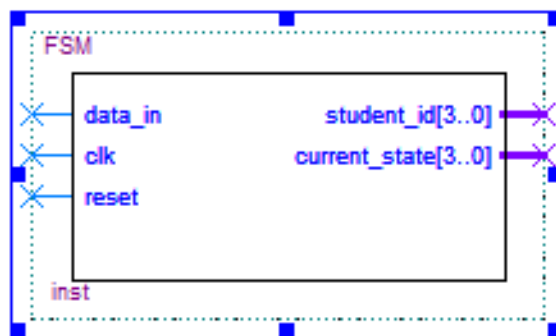 FSM
data_in student_id[3..0]
clk current_state[3..0]
reset
inst